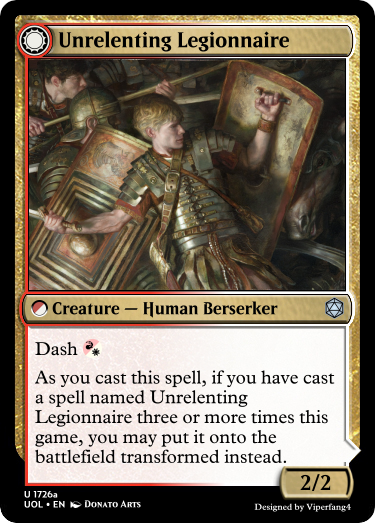 Unrelenting Legionnaire
Creature — Human Berserker
Dash
As you cast this spell, if you have cast
a spell named Unrelenting
Legionnaire three or more times this
game, you may put it onto the
battlefield transformed instead.
2/2
U 1726a
UOL • EN Donato Arts
Designed by Viperfang4